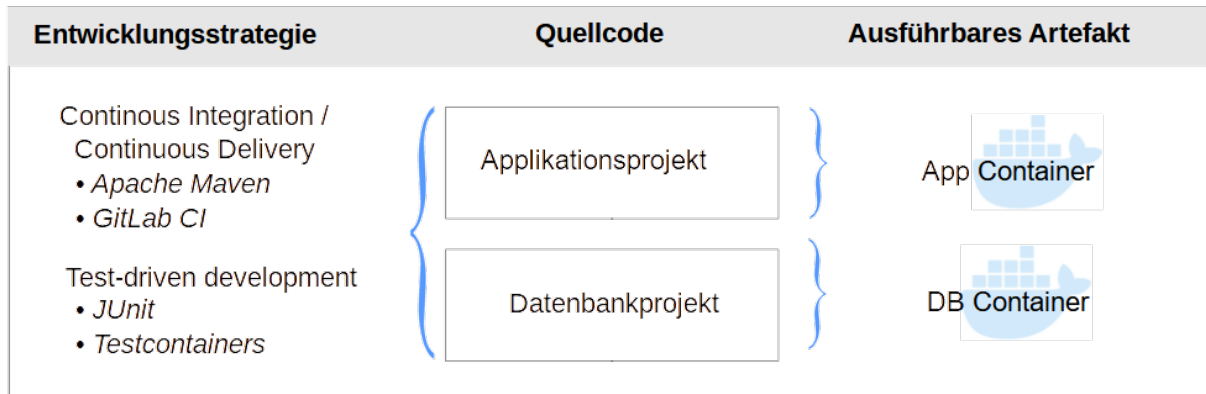 Entwicklungsstrategie
Quellcode
Ausführbares Artefakt
Continous Integration /
Continuous Delivery
• Apache Maven
• GitLab CI
Test-driven development
• JUnit
• Testcontainers
Applikationsprojekt
Datenbankprojekt
App Container
DB Container